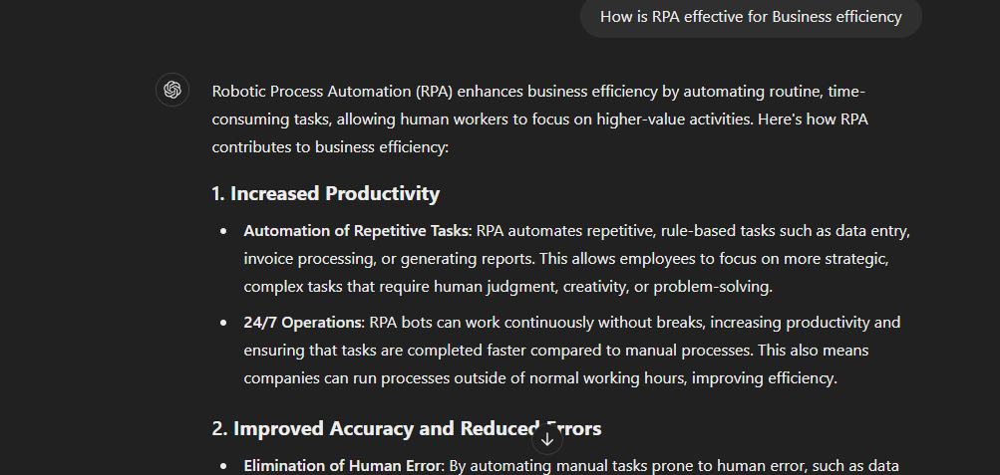 How is RPA effective for Business efficiency
Robotic Process Automation (RPA) enhances business efficiency by automating routine, time-
consuming tasks, allowing human workers to focus on higher-value activities. Here's how RPA
contributes to business efficiency:
1. Increased Productivity
• Automation of Repetitive Tasks: RPA automates repetitive, rule-based tasks such as data entry,
invoice processing, or generating reports. This allows employees to focus on more strategic,
complex tasks that require human judgment, creativity, or problem-solving.
• 24/7 Operations: RPA bots can work continuously without breaks, increasing productivity and
ensuring that tasks are completed faster compared to manual processes. This also means
companies can run processes outside of normal working hours, improving efficiency.
2. Improved Accuracy and Reduced Errors
• Elimination of Human Error: By automating manual tasks prone to human error, such as data